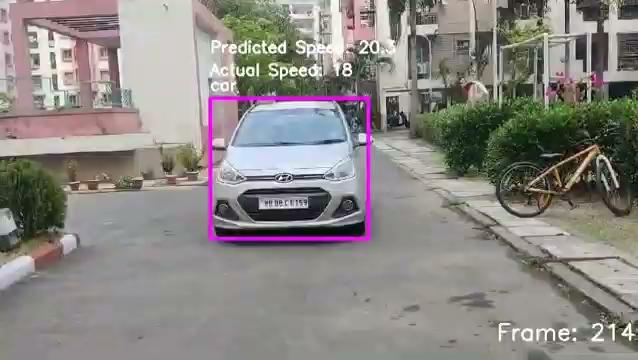 Predicted Speed: 20.3
Actual Speed: 18
car
Frame: 214